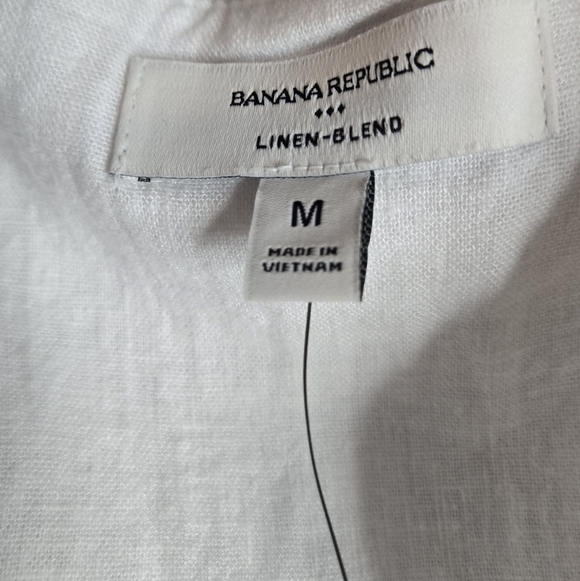 BANANA REPUBLIC
LINEN-BLEND
M
MADE IN
VIETNAM